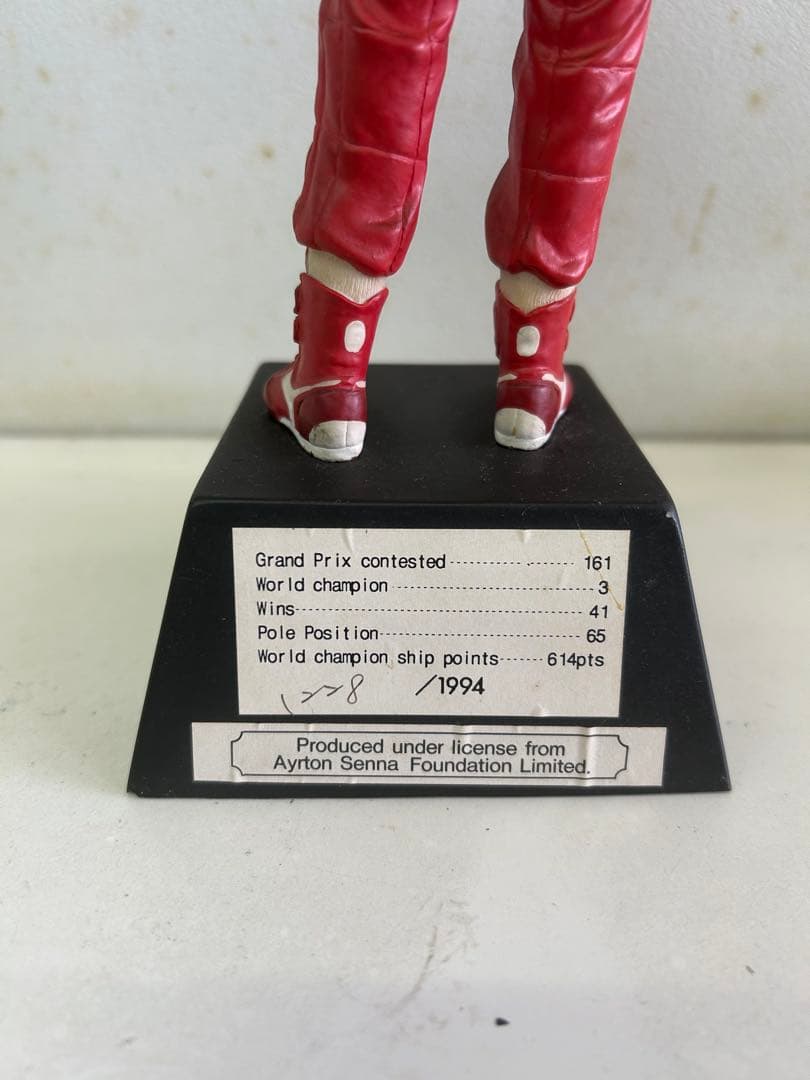 Grand Prix contested 161
World champion 3
Wins 41
Pole Position 65
World champion ship points 614pts
/1994
Produced under license from
Ayrton Senna Foundation Limited.